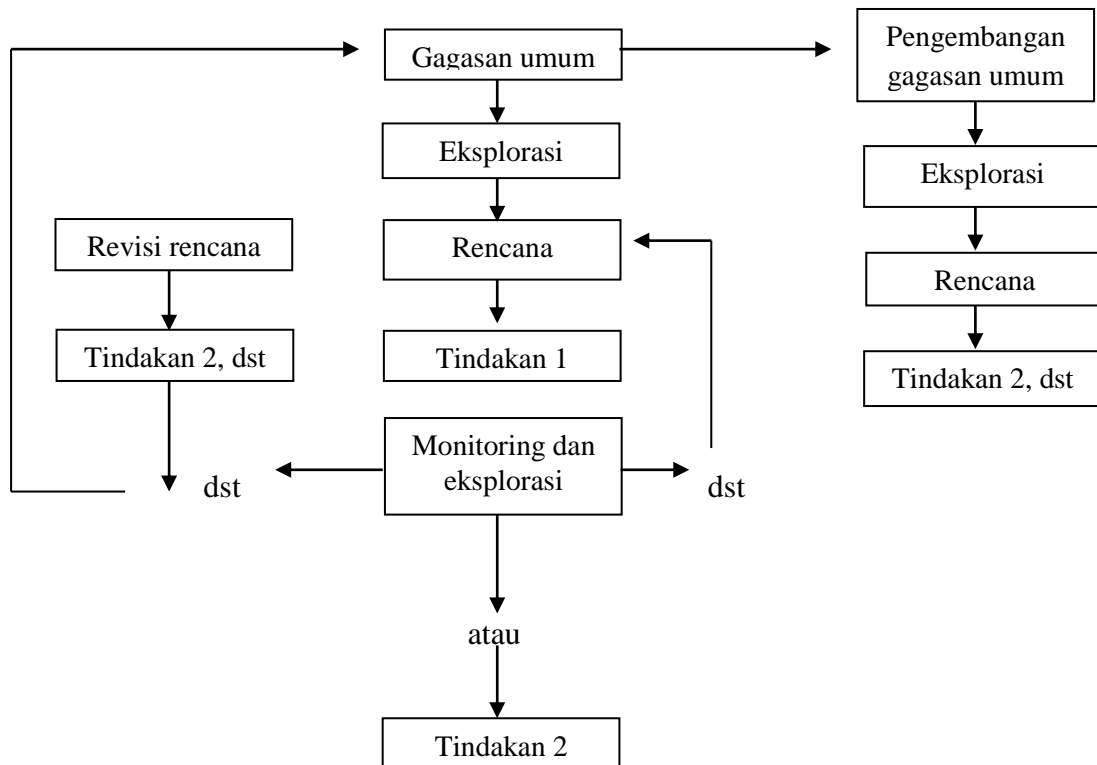 Gagasan umum
Pengembangan
gagasan umum
Eksplorasi
Eksplorasi
Revisi rencana
Rencana
Rencana
Tindakan 2, dst
Tindakan 1
Tindakan 2, dst
Monitoring dan
eksplorasi
dst
dst
atau
Tindakan 2